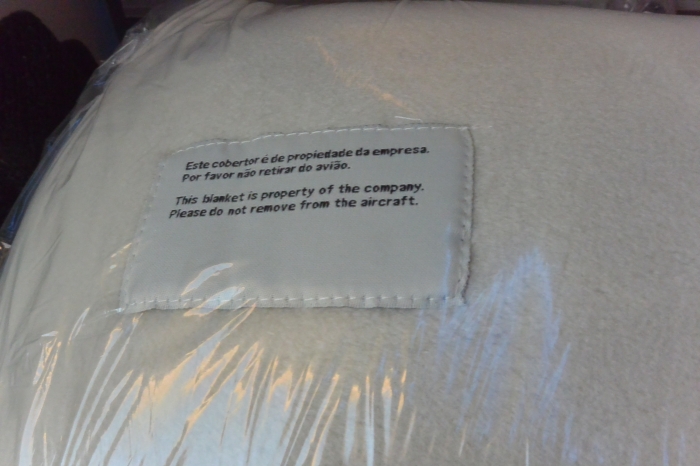 Este cobertor é de propiedade da empresa.
Por favor não retirar do avião.
This blanket is property of the company.
Please do not remove from the aircraft.